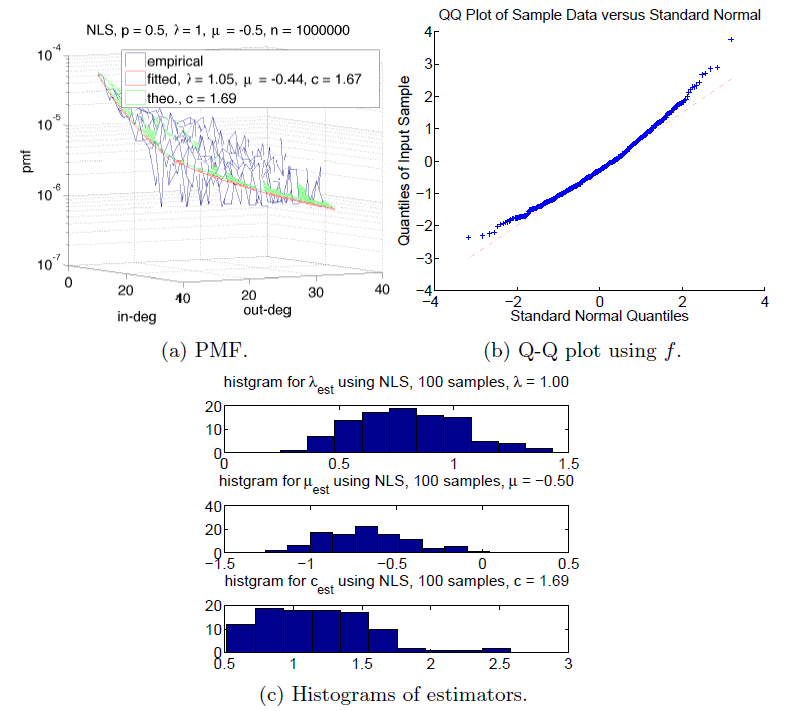 NLS, p = 0.5, λ = 1, μ = -0.5, n = 1000000
empirical
fitted, λ = 1.05, μ = -0.44, c = 1.67
theo., c = 1.69
10^-4
10^-5
10^-6
10^-7
pmf
0
20
40
in-deg
10
20
30
40
out-deg
(a) PMF.
QQ Plot of Sample Data versus Standard Normal
Quantiles of Input Sample
4
3
2
1
0
−1
−2
−3
−4
−4 −2 0 2 4
Standard Normal Quantiles
(b) Q-Q plot using f.
histgram for λest using NLS, 100 samples, λ = 1.00
20
10
0
0 0.5 1 1.5
histgram for μest using NLS, 100 samples, μ = −0.50
40
20
0
−1.5 −1 −0.5 0 0.5
histgram for cest using NLS, 100 samples, c = 1.69
20
10
0
0.5 1 1.5 2 2.5 3
(c) Histograms of estimators.